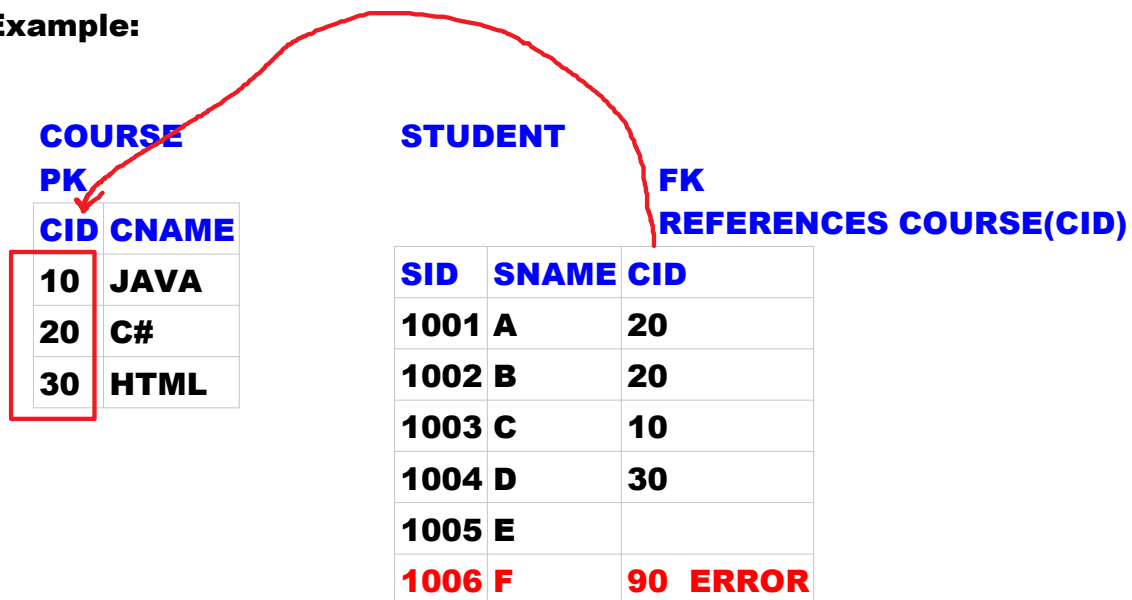 Example:
COURSE
PK
CID CNAME
10 JAVA
20 C#
30 HTML
STUDENT
FK
REFERENCES COURSE(CID)
SID SNAME CID
1001 A 20
1002 B 20
1003 C 10
1004 D 30
1005 E
1006 F 90 ERROR